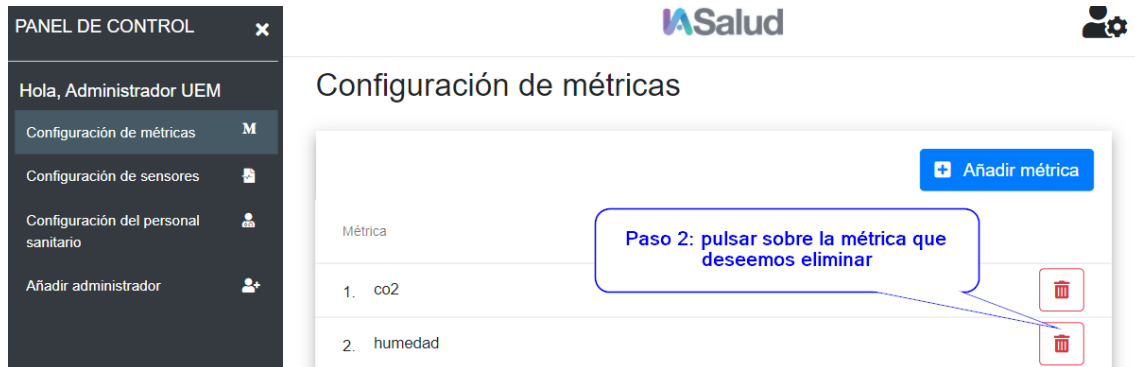 PANEL DE CONTROL
IASalud
Hola, Administrador UEM
Configuración de métricas M
Configuración de sensores
Configuración del personal
sanitario
Añadir administrador
Configuración de métricas
Añadir métrica
Métrica
Paso 2: pulsar sobre la métrica que
deseemos eliminar
1. co2
2. humedad